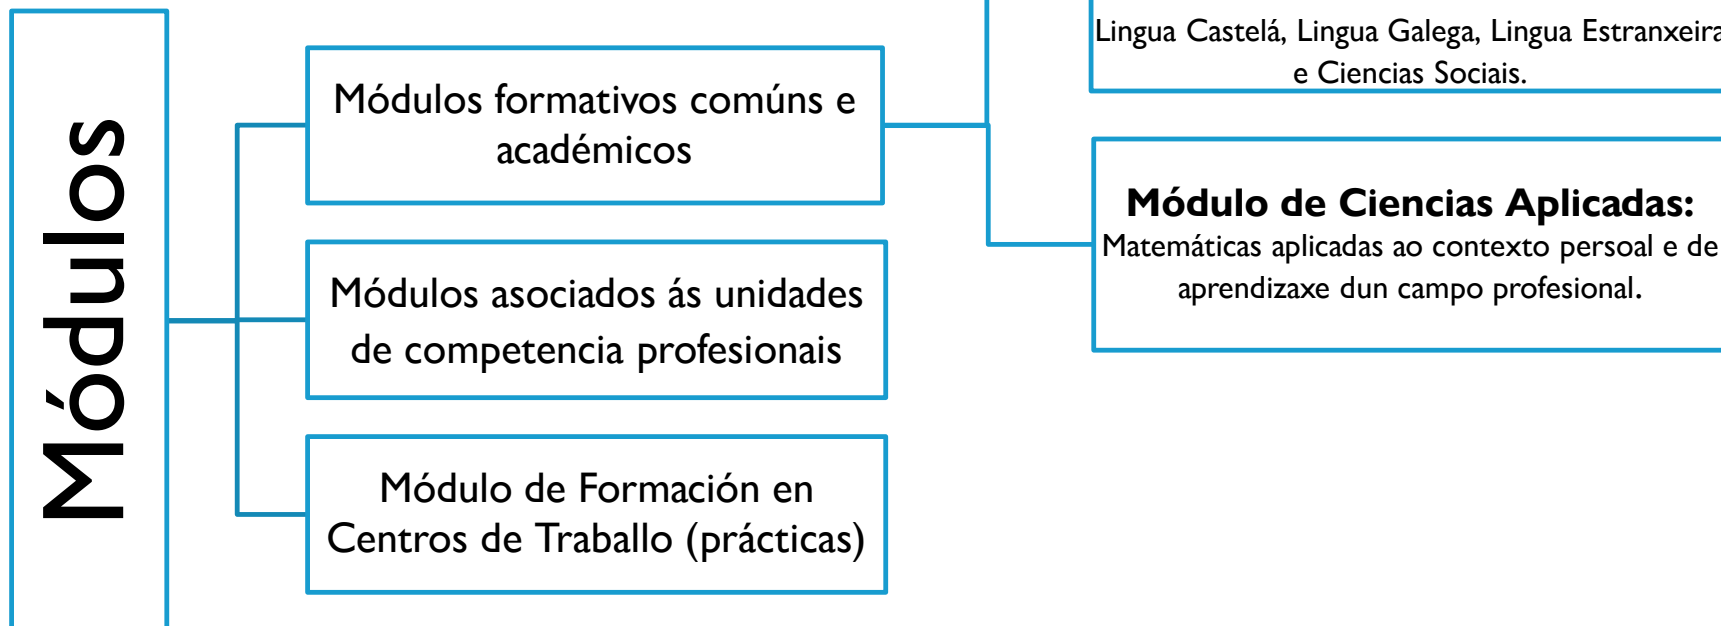 Módulos
Módulos formativos comúns e
académicos
Módulos asociados ás unidades
de competencia profesionais
Módulo de Formación en
Centros de Traballo (prácticas)
Lingua Castelá, Lingua Galega, Lingua Estranxeira
e Ciencias Sociais.
Módulo de Ciencias Aplicadas:
Matemáticas aplicadas ao contexto persoal e de
aprendizaxe dun campo profesional.